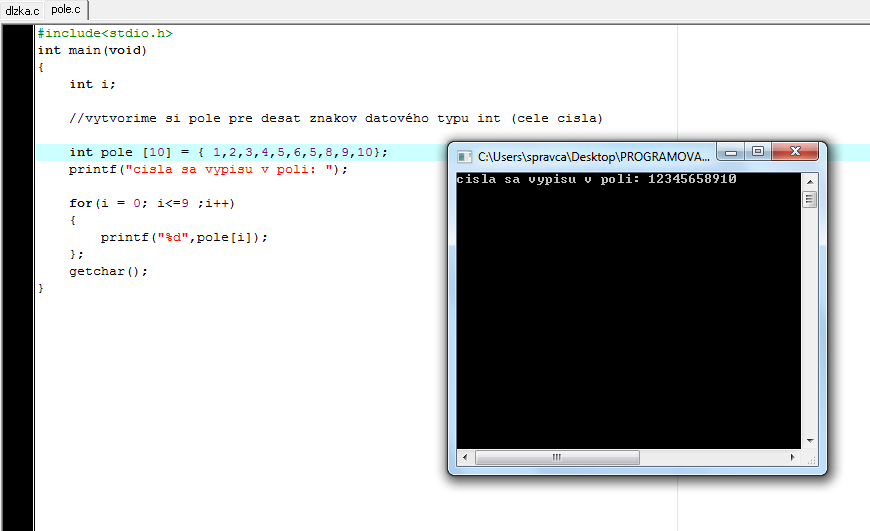 dlzka.c pole.c
#include<stdio.h>
int main(void)
{
int i;
//vytvorime si pole pre desat znakov datového typu int (cele cisla)
int pole [10] = { 1,2,3,4,5,6,5,8,9,10};
printf("cisla sa vypisu v poli: ");
for(i = 0; i<=9 ;i++)
{
printf("%d",pole[i]);
};
getchar();
}
C:\Users\spravca\Desktop\PROGRAMOVA...
cisla sa vypisu v poli: 12345658910